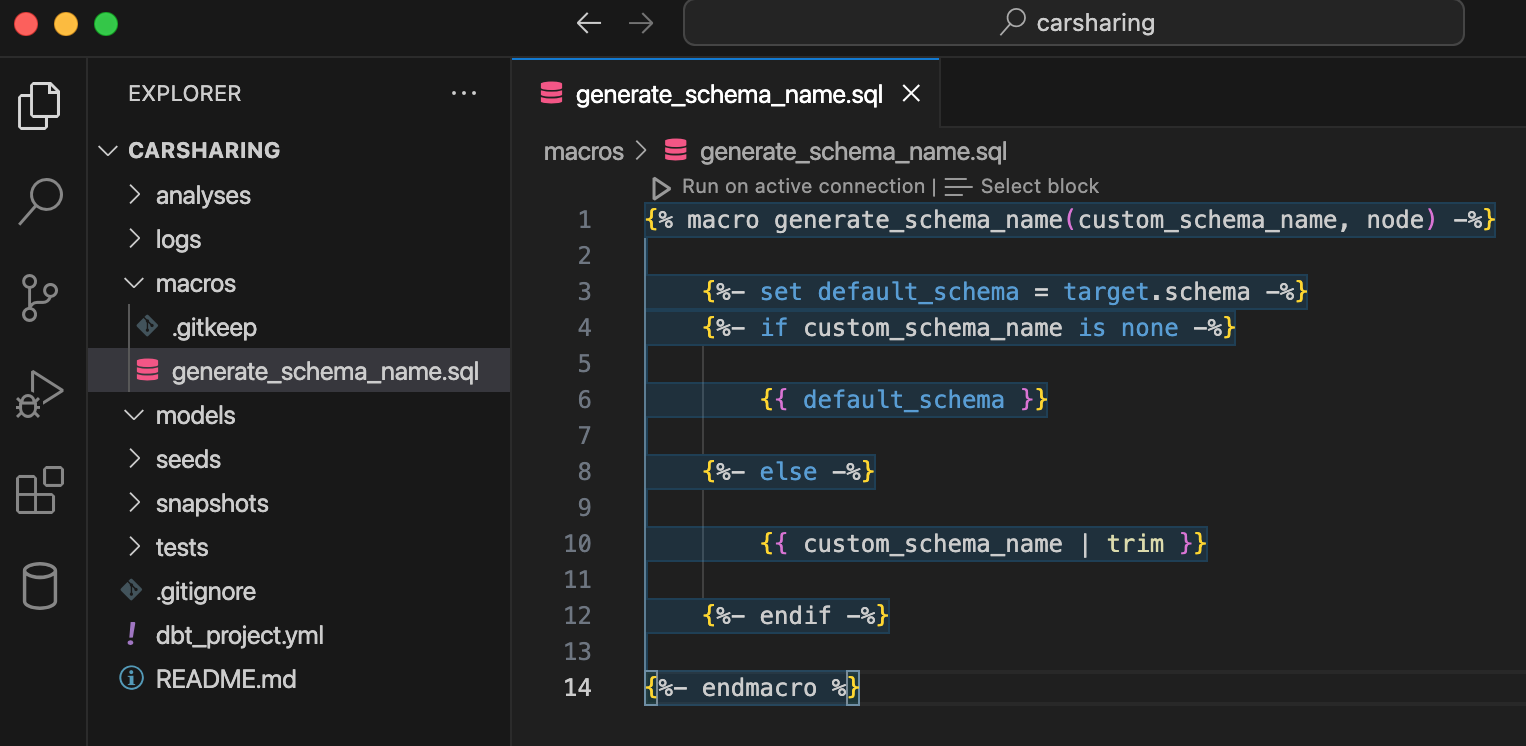 carsharing
EXPLORER ...
CARSHARING
analyses
logs
macros
.gitkeep
generate_schema_name.sql
models
seeds
snapshots
tests
.gitignore
! dbt_project.yml
README.md
generate_schema_name.sql
macros > generate_schema_name.sql
Run on active connection | Select block
1 {% macro generate_schema_name(custom_schema_name, node) -%}
2
3 {%- set default_schema = target.schema -%}
4 {%- if custom_schema_name is none -%}
5
6 {{ default_schema }}
7
8 {%- else -%}
9
10 {{ custom_schema_name | trim }}
11
12 {%- endif -%}
13
14 {%- endmacro %}